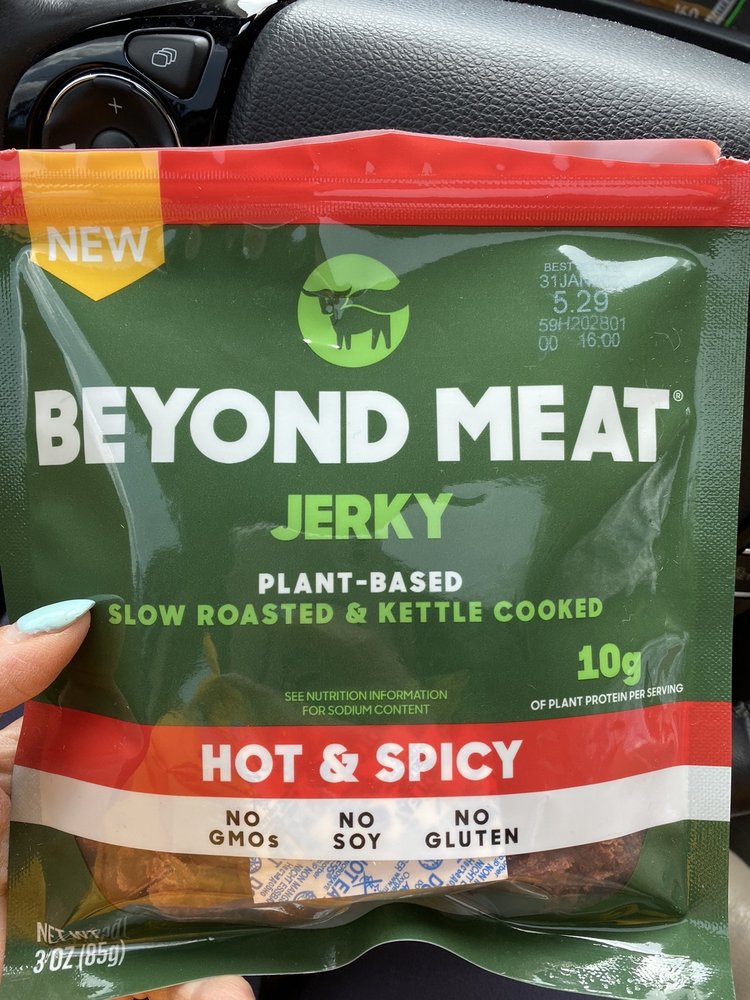 NEW
BEST
31JAN
5.29
59H202801
00 16:00
BEYOND MEAT®
JERKY
PLANT-BASED
SLOW ROASTED & KETTLE COOKED
10g
OF PLANT PROTEIN PER SERVING
SEE NUTRITION INFORMATION
FOR SODIUM CONTENT
HOT & SPICY
NO GMOs
NO SOY
NO GLUTEN
NET WT
3 OZ (85g)